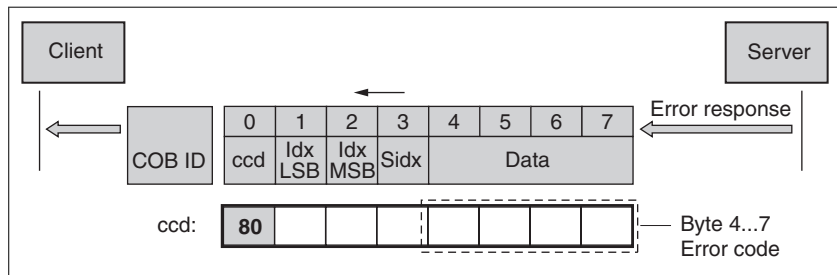 Client
Server
Error response
0 1 2 3 4 5 6 7
COB ID
ccd
Idx
LSB
Idx
MSB
Sidx
Data
ccd:
80
Byte 4...7
Error code